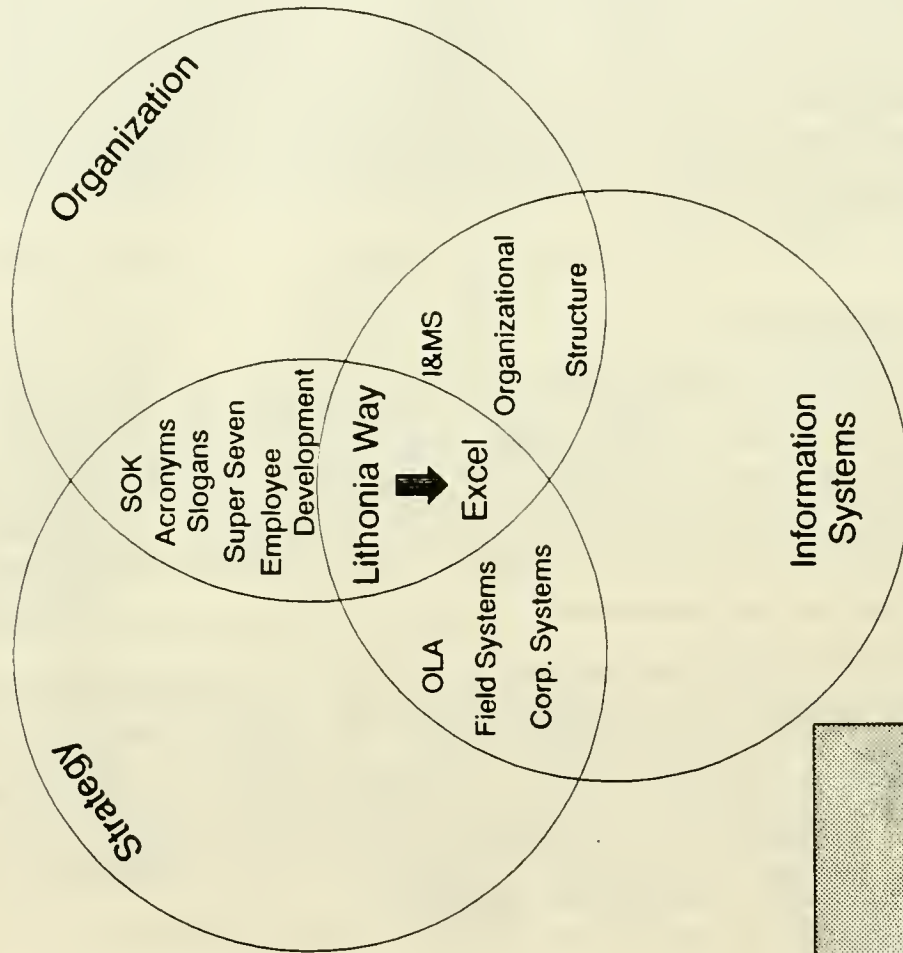 Strategy
Organization
SOK
Acronyms
Slogans
Super Seven
Employee
Development
Lithonia Way
Excel
OLA
Field Systems
Corp. Systems
I&MS
Organizational
Structure
Information
Systems